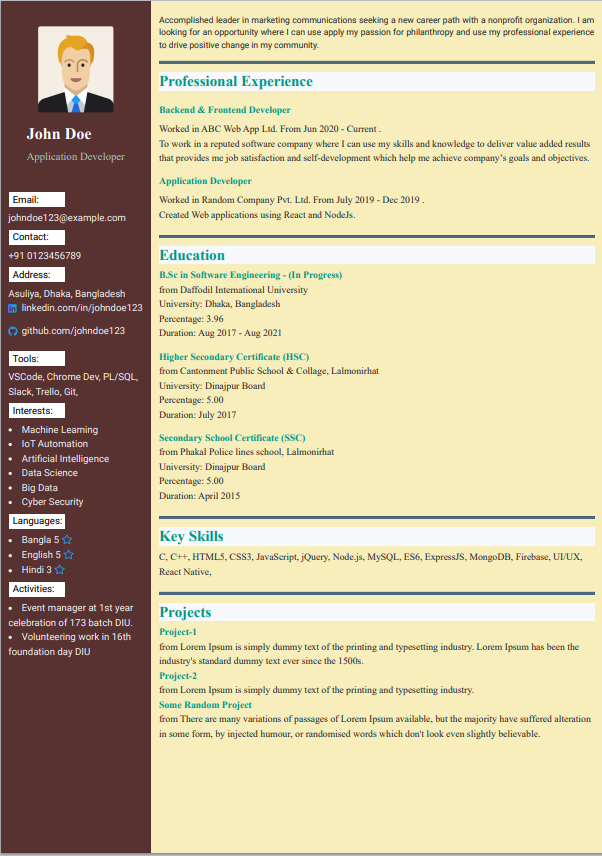 John Doe
Application Developer
Email:
johndoe123@example.com
Contact:
+91 0123456789
Address:
Asuliya, Dhaka, Bangladesh
linkedin.com/in/johndoe123
github.com/johndoe123
Tools:
VSCode, Chrome Dev, PL/SQL,
Slack, Trello, Git,
Interests:
• Machine Learning
• IoT Automation
• Artificial Intelligence
• Data Science
• Big Data
• Cyber Security
Languages:
• Bangla 5
• English 5
• Hindi 3
Activities:
• Event manager at 1st year
celebration of 173 batch DIU.
• Volunteering work in 16th
foundation day DIU
Accomplished leader in marketing communications seeking a new career path with a nonprofit organization. I am
looking for an opportunity where I can use apply my passion for philanthropy and use my professional experience
to drive positive change in my community.
Professional Experience
Backend & Frontend Developer
Worked in ABC Web App Ltd. From Jun 2020 - Current .
To work in a reputed software company where I can use my skills and knowledge to deliver value added results
that provides me job satisfaction and self-development which help me achieve company's goals and objectives.
Application Developer
Worked in Random Company Pvt. Ltd. From July 2019 - Dec 2019 .
Created Web applications using React and NodeJs.
Education
B.Sc in Software Engineering - (In Progress)
from Daffodil International University
University: Dhaka, Bangladesh
Percentage: 3.96
Duration: Aug 2017 - Aug 2021
Higher Secondary Certificate (HSC)
from Cantonment Public School & Collage, Lalmonirhat
University: Dinajpur Board
Percentage: 5.00
Duration: July 2017
Secondary School Certificate (SSC)
from Phakal Police lines school, Lalmonirhat
University: Dinajpur Board
Percentage: 5.00
Duration: April 2015
Key Skills
C, C++, HTML5, CSS3, JavaScript, jQuery, Node.js, MySQL, ES6, ExpressJS, MongoDB, Firebase, UI/UX,
React Native,
Projects
Project-1
from Lorem Ipsum is simply dummy text of the printing and typesetting industry. Lorem Ipsum has been the
industry's standard dummy text ever since the 1500s.
Project-2
from Lorem Ipsum is simply dummy text of the printing and typesetting industry.
Some Random Project
from There are many variations of passages of Lorem Ipsum available, but the majority have suffered alteration
in some form, by injected humour, or randomised words which don't look even slightly believable.